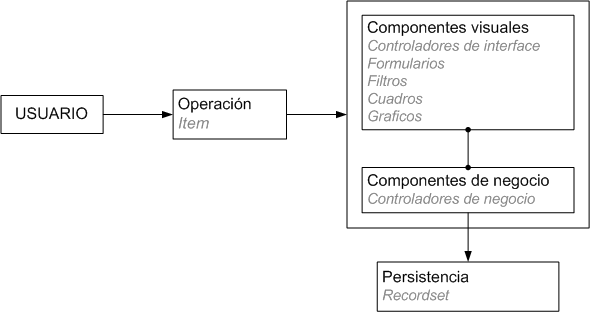 USUARIO
Operación
Item
Componentes visuales
Controladores de interface
Formularios
Filtros
Cuadros
Graficos
Componentes de negocio
Controladores de negocio
Persistencia
Recordset